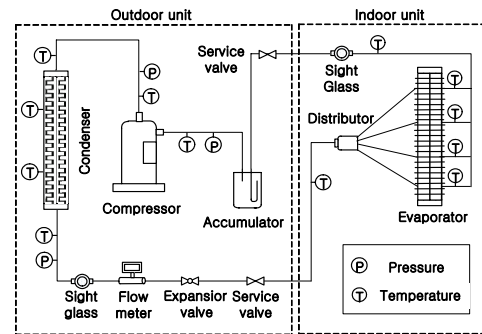 Outdoor unit
Indoor unit
T
P
T
Service
valve
T
Sight
Glass
T
T
T
T
T
T
Condenser
Distributor
T
P
T
Compressor
Accumulator
T
Evaporator
T
P
Sight
glass
Flow
meter
Expansior
valve
Service
valve
P Pressure
T Temperature